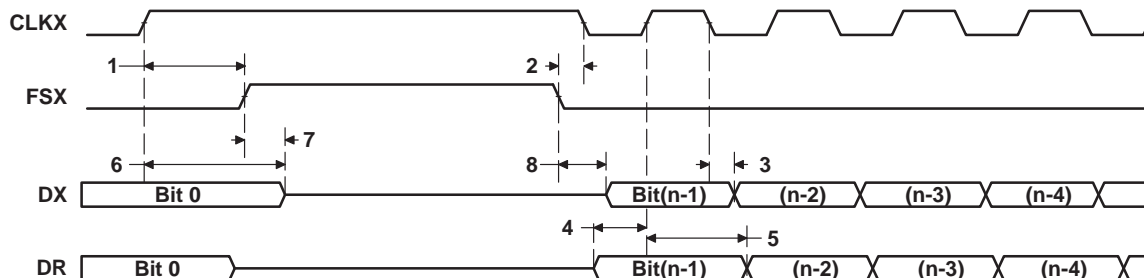 CLKX
1
2
FSX
7
6
8
3
DX
Bit 0
Bit(n-1)
(n-2)
(n-3)
(n-4)
4
5
DR
Bit 0
Bit(n-1)
(n-2)
(n-3)
(n-4)